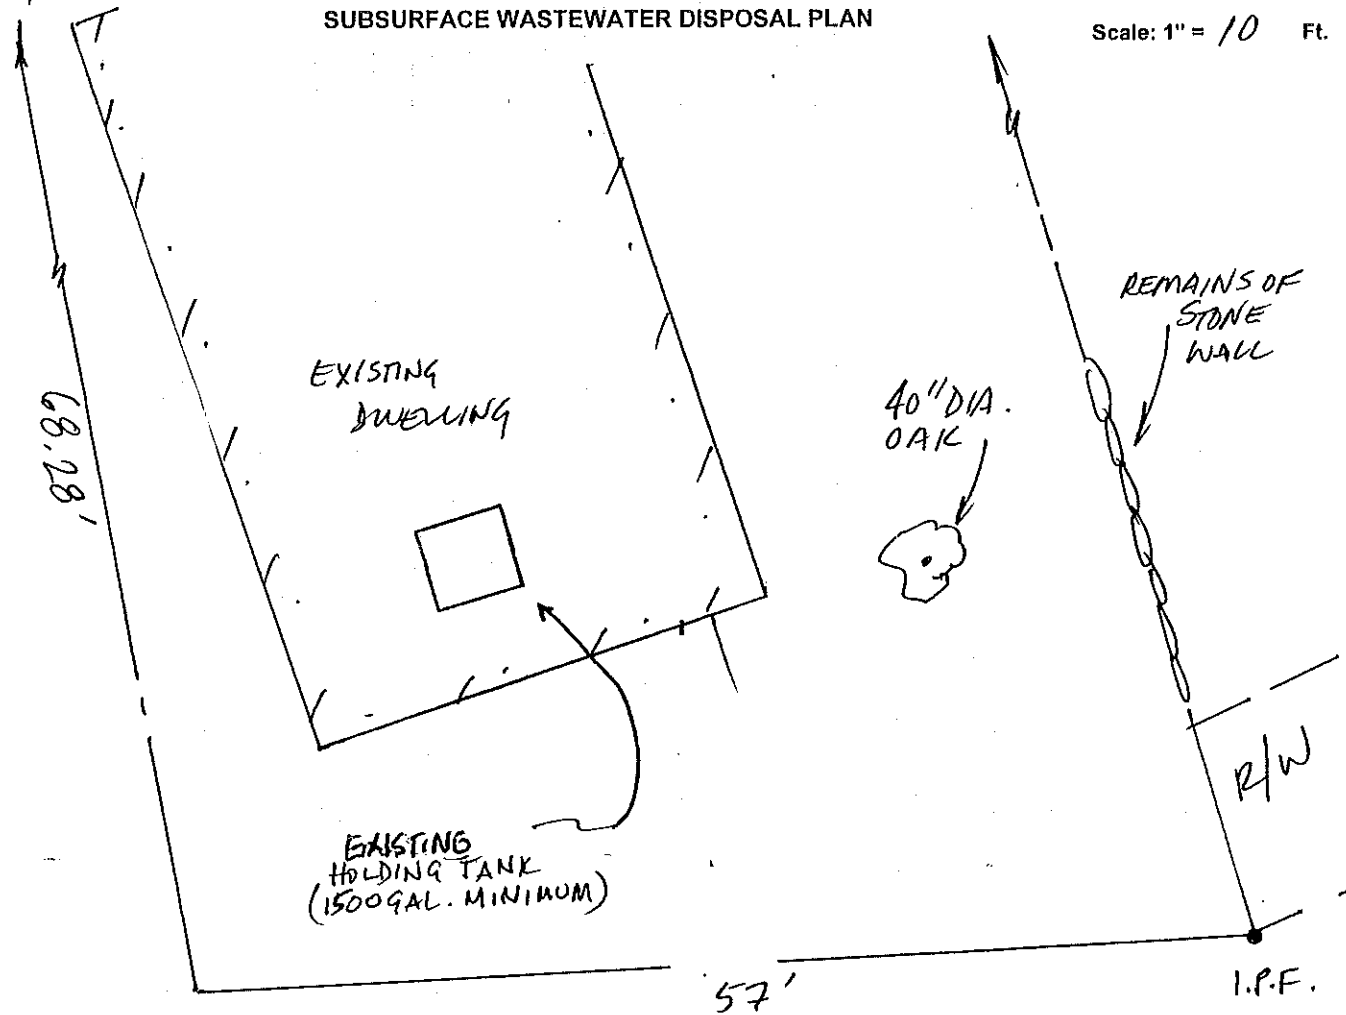 SUBSURFACE WASTEWATER DISPOSAL PLAN
Scale: 1" = 10 Ft.
REMAINS OF
STONE
WALL
EXISTING
DWELLING
40" DIA.
OAK
68.28'
R/W
EXISTING
HOLDING TANK
(1500 GAL. MINIMUM)
57'
I.P.F.